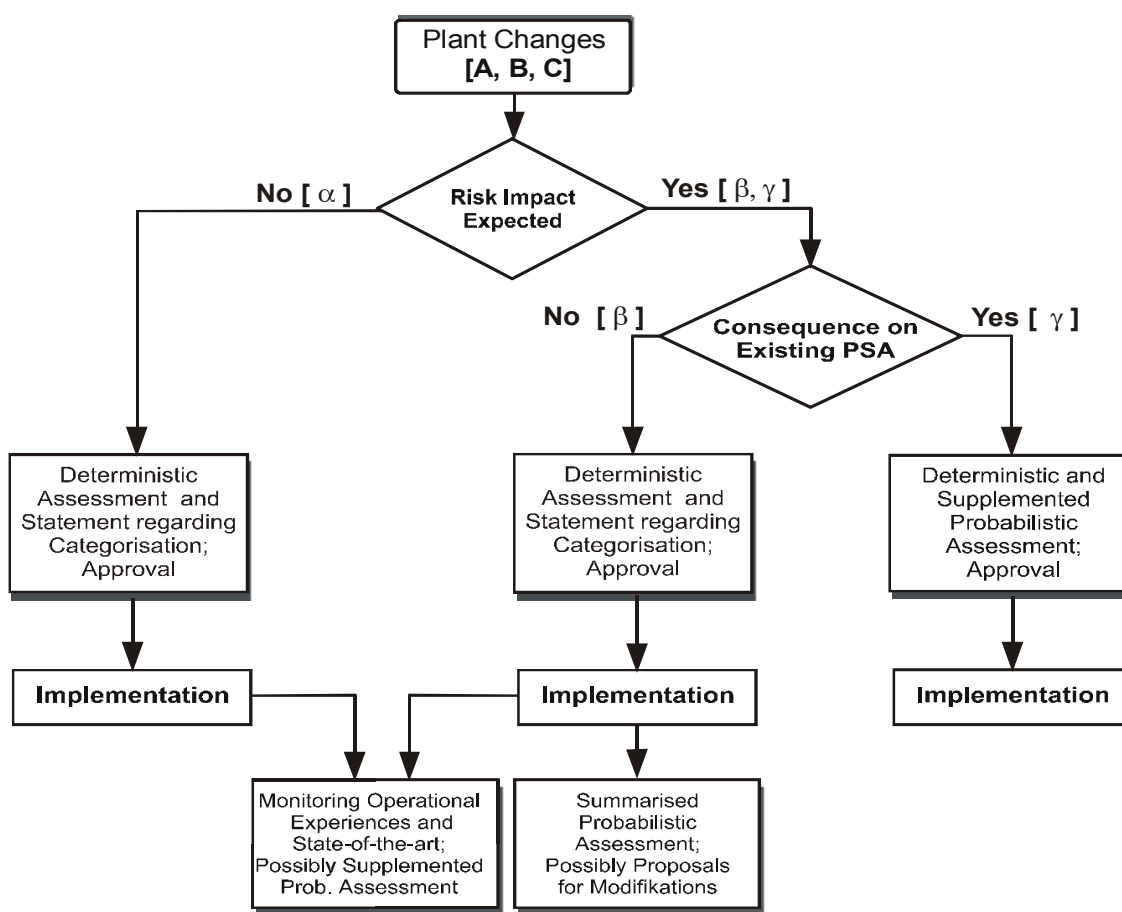 Plant Changes
[A, B, C]
Risk Impact
Expected
No [ α ]
Yes [ β, γ ]
Consequence on
Existing PSA
No [ β ]
Yes [ γ ]
Deterministic
Assessment and
Statement regarding
Categorisation;
Approval
Deterministic
Assessment and
Statement regarding
Categorisation;
Approval
Deterministic and
Supplemented
Probabilistic
Assessment;
Approval
Implementation
Implementation
Implementation
Monitoring Operational
Experiences and
State-of-the-art;
Possibly Supplemented
Prob. Assessment
Summarised
Probabilistic
Assessment;
Possibly Proposals
for Modifikations